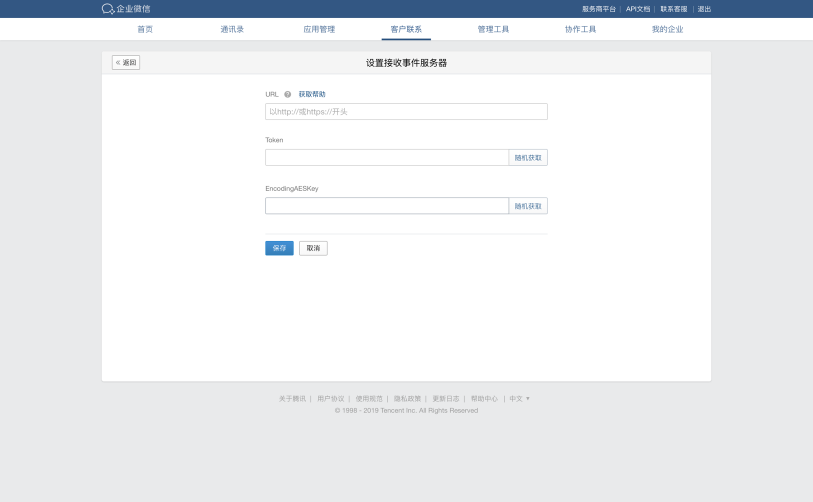 企业微信
服务商平台 | API文档 | 联系客服 | 退出
首页 通讯录 应用管理 客户联系 管理工具 协作工具 我的企业
« 返回
设置接收事件服务器
URL ? 获取帮助
以http://或https://开头
Token
随机获取
EncodingAESKey
随机获取
保存 取消
关于腾讯 | 用户协议 | 使用规范 | 隐私政策 | 更新日志 | 帮助中心 | 中文 ▾
© 1998 - 2019 Tencent Inc. All Rights Reserved